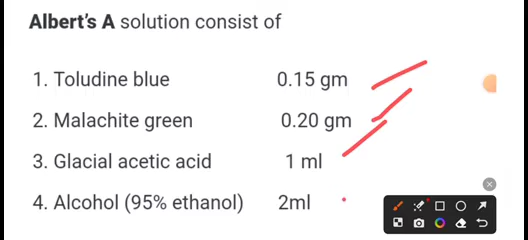 Albert's A solution consist of
1. Toludine blue 0.15 gm
2. Malachite green 0.20 gm
3. Glacial acetic acid 1 ml
4. Alcohol (95% ethanol) 2ml